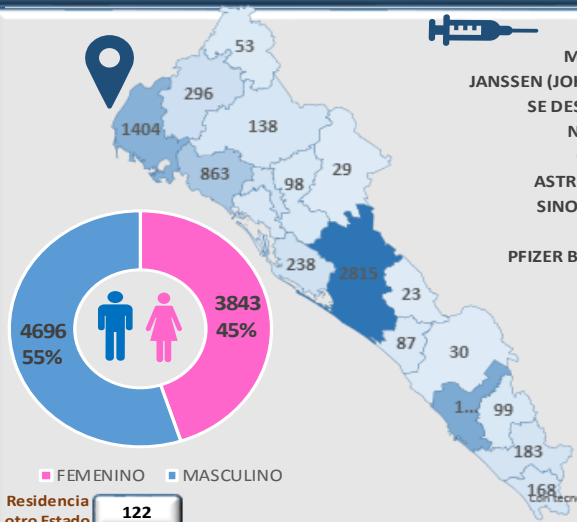 53
M
JANSSEN (JO
296
SE DES
1404
138
N
863
98
29
ASTR
SINO
238
2815
23
PFIZER B
4696
55%
3843
45%
87
30
1...
99
183
168
FEMENINO
MASCULINO
Residencia
otro Estado
122